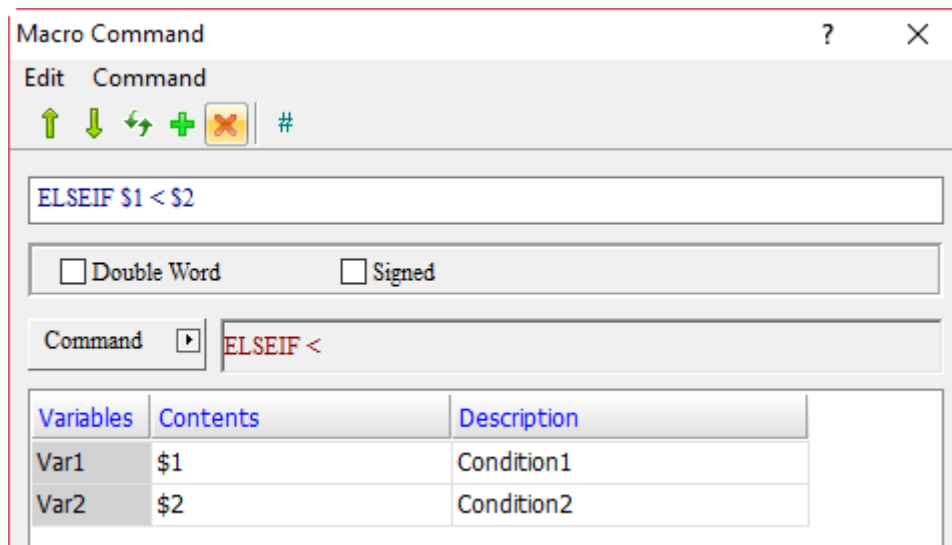 Macro Command ?
Edit Command
#
ELSEIF $1 < $2
Double Word Signed
Command ELSEIF <
Variables Contents Description
Var1 $1 Condition1
Var2 $2 Condition2